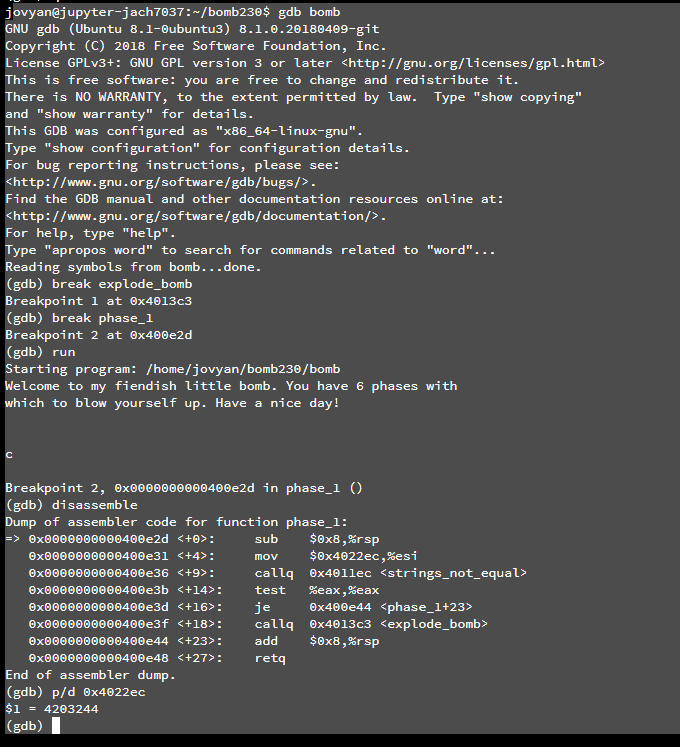 jovyan@jupyter-jach7037:~/bomb230$ gdb bomb
GNU gdb (Ubuntu 8.1-0ubuntu3) 8.1.0.20180409-git
Copyright (C) 2018 Free Software Foundation, Inc.
License GPLv3+: GNU GPL version 3 or later <http://gnu.org/licenses/gpl.html>
This is free software: you are free to change and redistribute it.
There is NO WARRANTY, to the extent permitted by law.  Type "show copying"
and "show warranty" for details.
This GDB was configured as "x86_64-linux-gnu".
Type "show configuration" for configuration details.
For bug reporting instructions, please see:
<http://www.gnu.org/software/gdb/bugs/>.
Find the GDB manual and other documentation resources online at:
<http://www.gnu.org/software/gdb/documentation/>.
For help, type "help".
Type "apropos word" to search for commands related to "word"...
Reading symbols from bomb...done.
(gdb) break explode_bomb
Breakpoint 1 at 0x4013c3
(gdb) break phase_1
Breakpoint 2 at 0x400e2d
(gdb) run
Starting program: /home/jovyan/bomb230/bomb
Welcome to my fiendish little bomb. You have 6 phases with
which to blow yourself up. Have a nice day!
c
Breakpoint 2, 0x0000000000400e2d in phase_1 ()
(gdb) disassemble
Dump of assembler code for function phase_1:
=> 0x0000000000400e2d <+0>:     sub    $0x8,%rsp
   0x0000000000400e31 <+4>:     mov    $0x4022ec,%esi
   0x0000000000400e36 <+9>:     callq  0x4011ec <strings_not_equal>
   0x0000000000400e3b <+14>:    test   %eax,%eax
   0x0000000000400e3d <+16>:    je     0x400e44 <phase_1+23>
   0x0000000000400e3f <+18>:    callq  0x4013c3 <explode_bomb>
   0x0000000000400e44 <+23>:    add    $0x8,%rsp
   0x0000000000400e48 <+27>:    retq
End of assembler dump.
(gdb) p/d 0x4022ec
$1 = 4203244
(gdb)